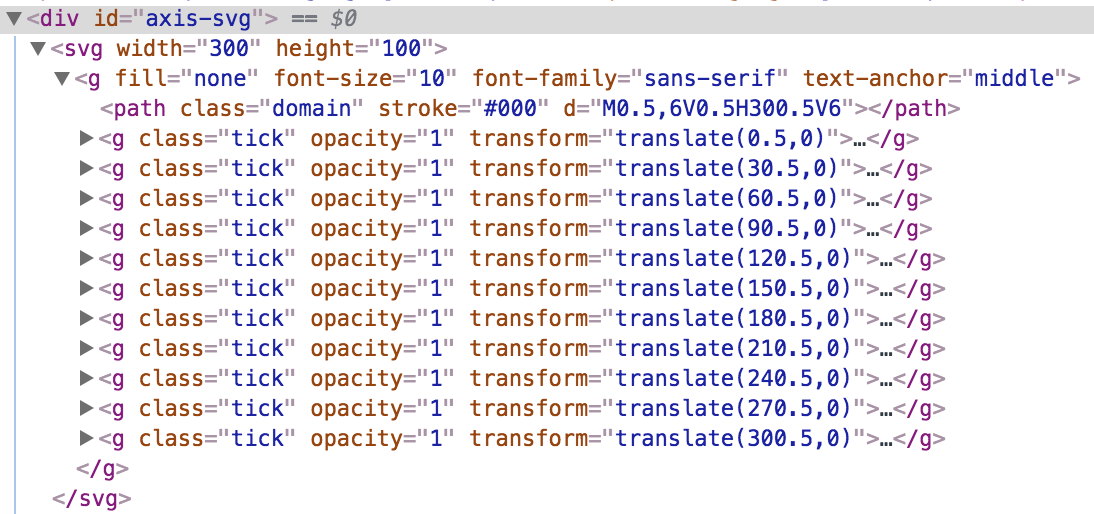 ▼<div id="axis-svg"> == $0
▼<svg width="300" height="100">
▼<g fill="none" font-size="10" font-family="sans-serif" text-anchor="middle">
<path class="domain" stroke="#000" d="M0.5,6V0.5H300.5V6"></path>
▶<g class="tick" opacity="1" transform="translate(0.5,0)">…</g>
▶<g class="tick" opacity="1" transform="translate(30.5,0)">…</g>
▶<g class="tick" opacity="1" transform="translate(60.5,0)">…</g>
▶<g class="tick" opacity="1" transform="translate(90.5,0)">…</g>
▶<g class="tick" opacity="1" transform="translate(120.5,0)">…</g>
▶<g class="tick" opacity="1" transform="translate(150.5,0)">…</g>
▶<g class="tick" opacity="1" transform="translate(180.5,0)">…</g>
▶<g class="tick" opacity="1" transform="translate(210.5,0)">…</g>
▶<g class="tick" opacity="1" transform="translate(240.5,0)">…</g>
▶<g class="tick" opacity="1" transform="translate(270.5,0)">…</g>
▶<g class="tick" opacity="1" transform="translate(300.5,0)">…</g>
</g>
</svg>